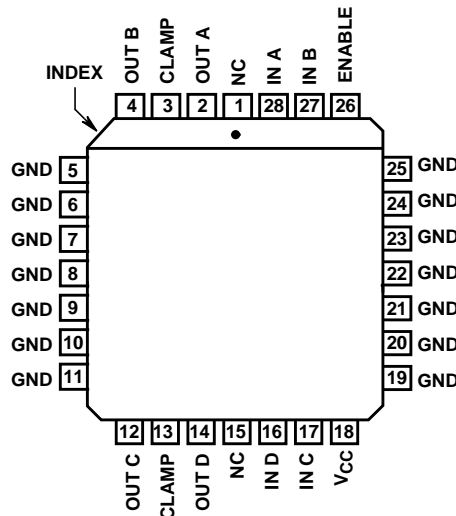 OUT B
CLAMP
OUT A
NC
IN A
IN B
ENABLE
INDEX
4 3 2 1 28 27 26
GND 5 25 GND
GND 6 24 GND
GND 7 23 GND
GND 8 22 GND
GND 9 21 GND
GND 10 20 GND
GND 11 19 GND
12 13 14 15 16 17 18
OUT C
CLAMP
OUT D
NC
IN D
IN C
VCC